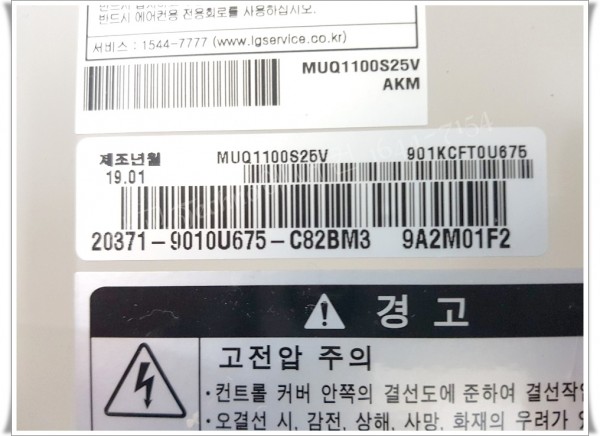 반드시 에어컨용 전용회로를 사용하십시오.
서비스 : 1544-7777 (www.lgservice.co.kr)
MUQ1100S25V
AKM
제조년월
MUQ1100S25V
901KCFT0U675
19.01
20371-9010U675-C82BM3
9A2M01F2
경 고
고전압 주의
·컨트롤 커버 안쪽의 결선도에 준하여 결선작
·오결선 시, 감전, 상해, 사망, 화재의 우려가 있